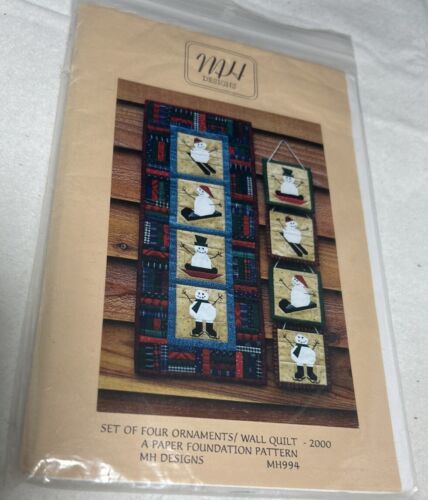 MH
DESIGNS
SET OF FOUR ORNAMENTS/ WALL QUILT - 2000
A PAPER FOUNDATION PATTERN
MH DESIGNS MH994